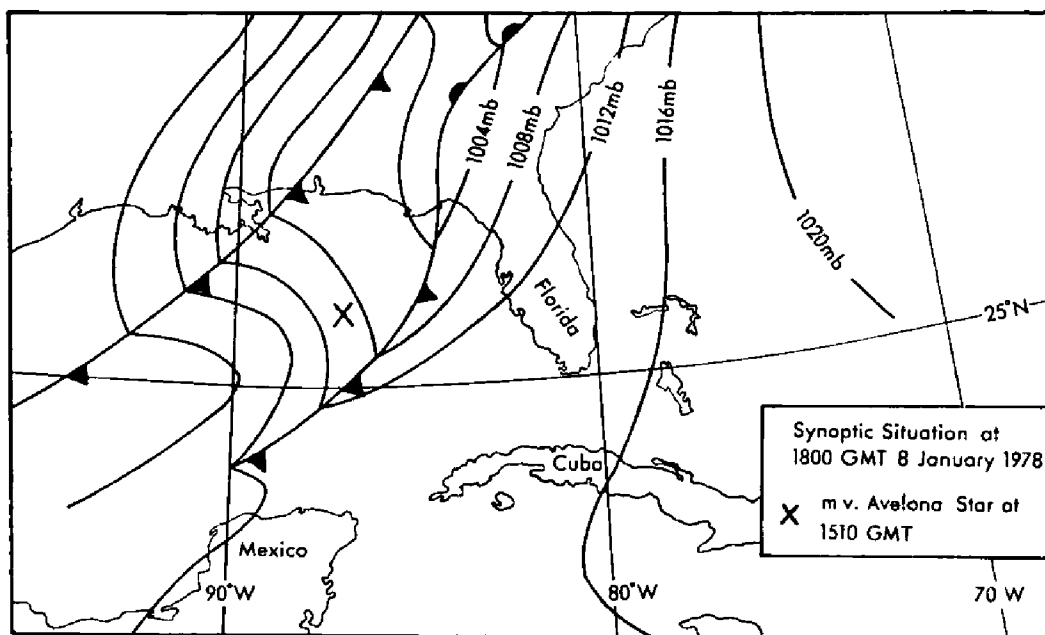 1004mb
1008mb
1012mb
1016mb
1020mb
25°N
Florida
Cuba
Mexico
90°W
80°W
70 W
Synoptic Situation at
1800 GMT 8 January 1978
X m v. Avelona Star at
1510 GMT